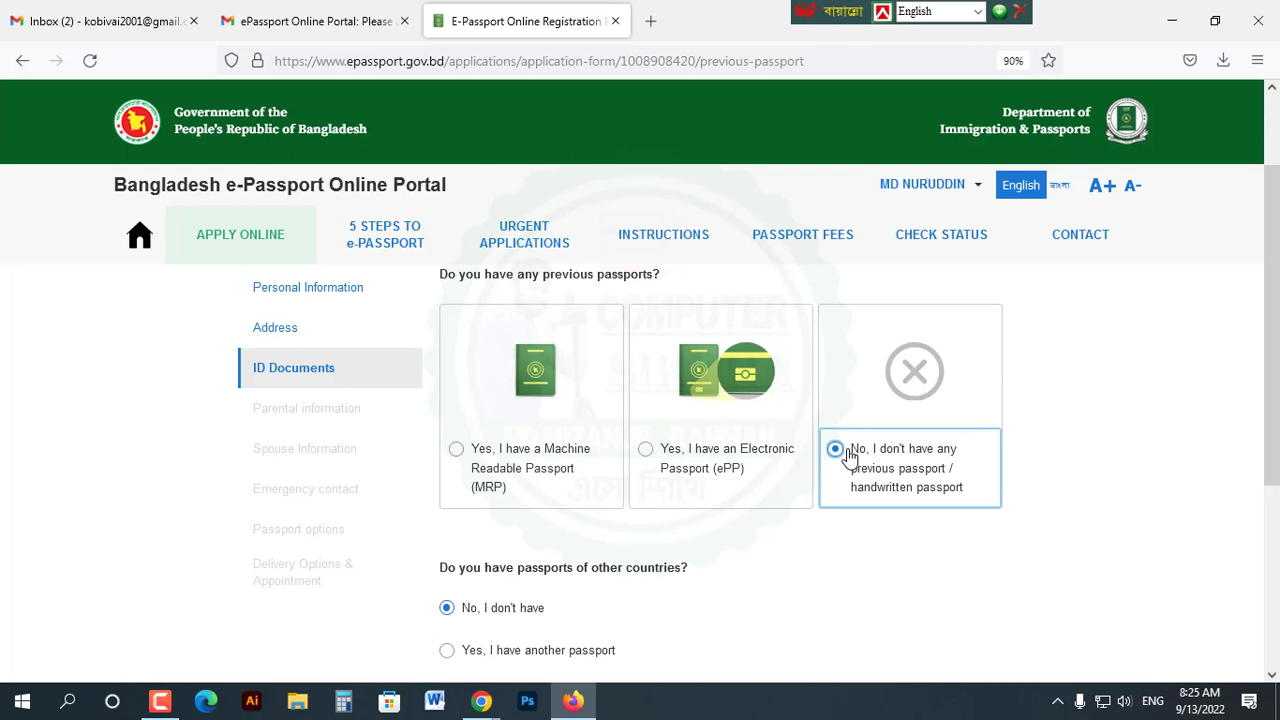 Inbox (2) - kobbhai2001@gmail.
ePassport Online Portal: Please
E-Passport Online Registration
বায়ান্নো
English
https://www.epassport.gov.bd/applications/application-form/1008908420/previous-passport
90%
Government of the
People's Republic of Bangladesh
Department of
Immigration & Passports
Bangladesh e-Passport Online Portal
MD NURUDDIN
English
বাংলা
A+ A-
APPLY ONLINE
5 STEPS TO
e-PASSPORT
URGENT
APPLICATIONS
INSTRUCTIONS
PASSPORT FEES
CHECK STATUS
CONTACT
Personal Information
Address
ID Documents
Parental information
Spouse Information
Emergency contact
Passport options
Delivery Options &
Appointment
Do you have any previous passports?
Yes, I have a Machine
Readable Passport
(MRP)
Yes, I have an Electronic
Passport (ePP)
No, I don't have any
previous passport /
handwritten passport
COMPUTER
Do you have passports of other countries?
No, I don't have
Yes, I have another passport
ENG
8:25 AM
9/13/2022